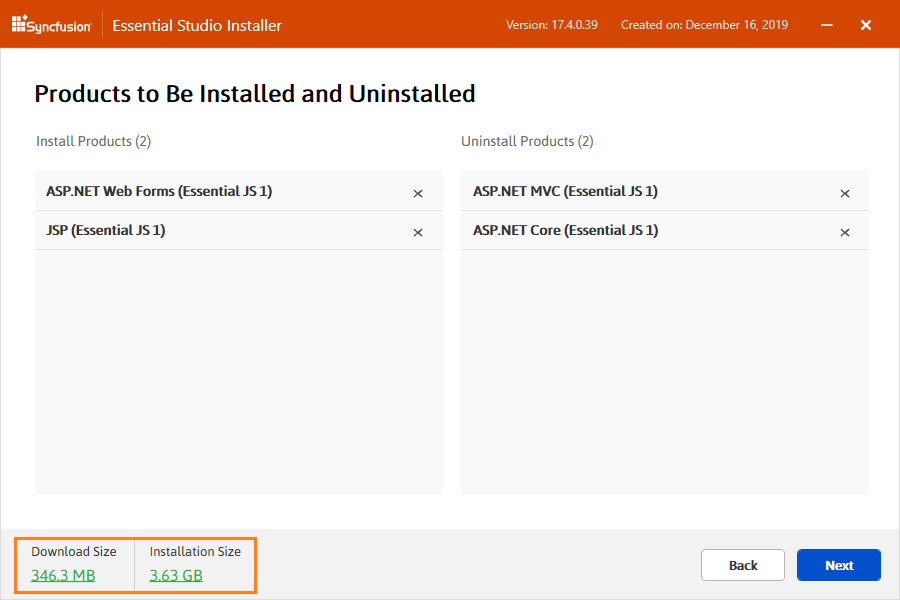 Syncfusion Essential Studio Installer Version: 17.4.0.39 Created on: December 16, 2019
Products to Be Installed and Uninstalled
Install Products (2)
Uninstall Products (2)
ASP.NET Web Forms (Essential JS 1)
JSP (Essential JS 1)
ASP.NET MVC (Essential JS 1)
ASP.NET Core (Essential JS 1)
Download Size
346.3 MB
Installation Size
3.63 GB
Back
Next